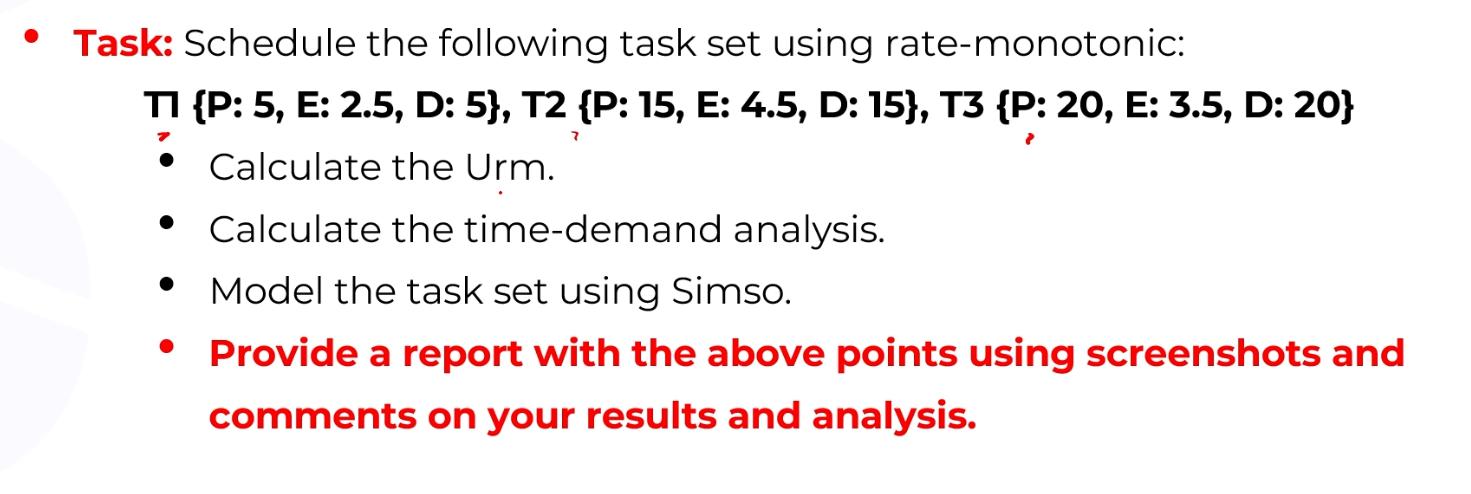 • Task: Schedule the following task set using rate-monotonic:
T1 {P: 5, E: 2.5, D: 5}, T2 {P: 15, E: 4.5, D: 15}, T3 {P: 20, E: 3.5, D: 20}
• Calculate the Urm.
• Calculate the time-demand analysis.
• Model the task set using Simso.
• Provide a report with the above points using screenshots and
comments on your results and analysis.